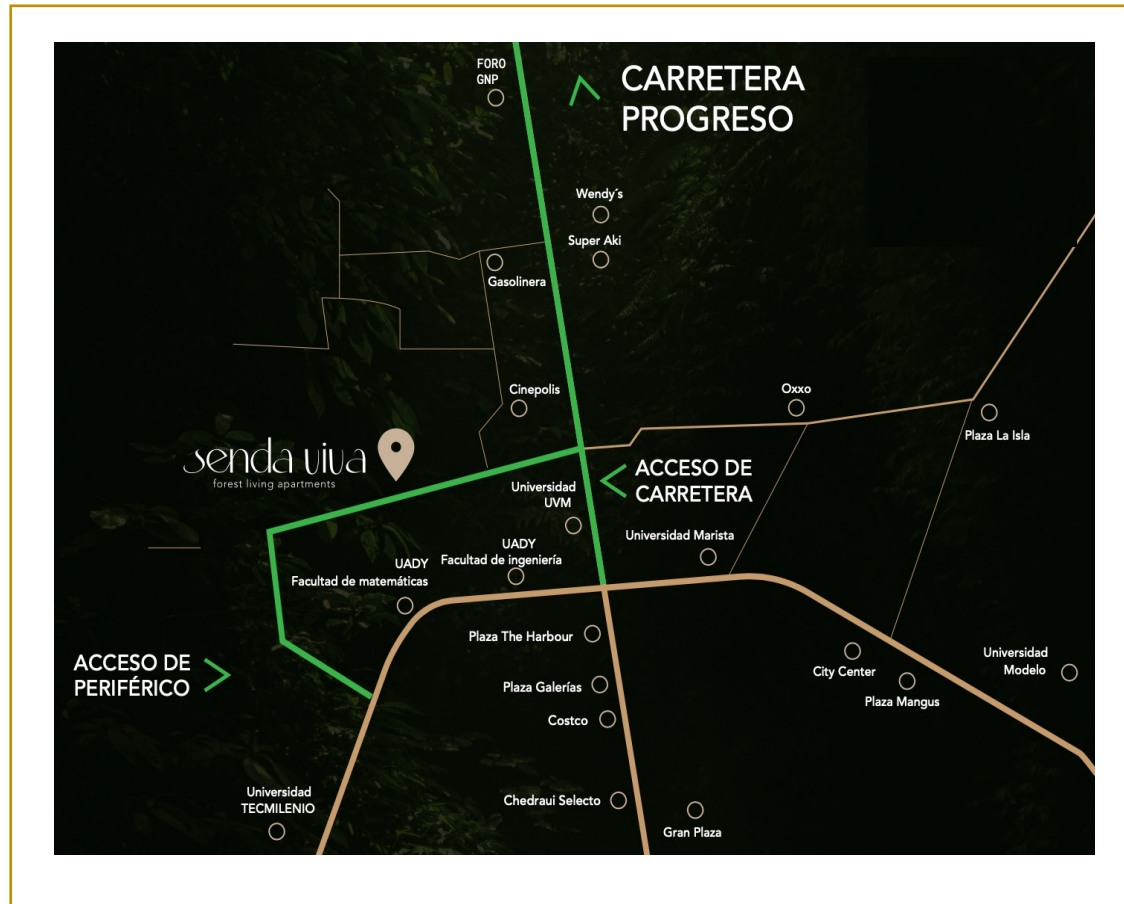 FORO
GNP
CARRETERA
PROGRESO
Wendy´s
Super Aki
Gasolinera
Cinepolis
Oxxo
Plaza La Isla
senda viva
forest living apartments
ACCESO DE
CARRETERA
Universidad
UVM
Universidad Marista
UADY
Facultad de ingeniería
UADY
Facultad de matemáticas
Plaza The Harbour
ACCESO DE
PERIFÉRICO
Plaza Galerías
City Center
Universidad
Modelo
Plaza Mangus
Costco
Universidad
TECMILENIO
Chedraui Selecto
Gran Plaza